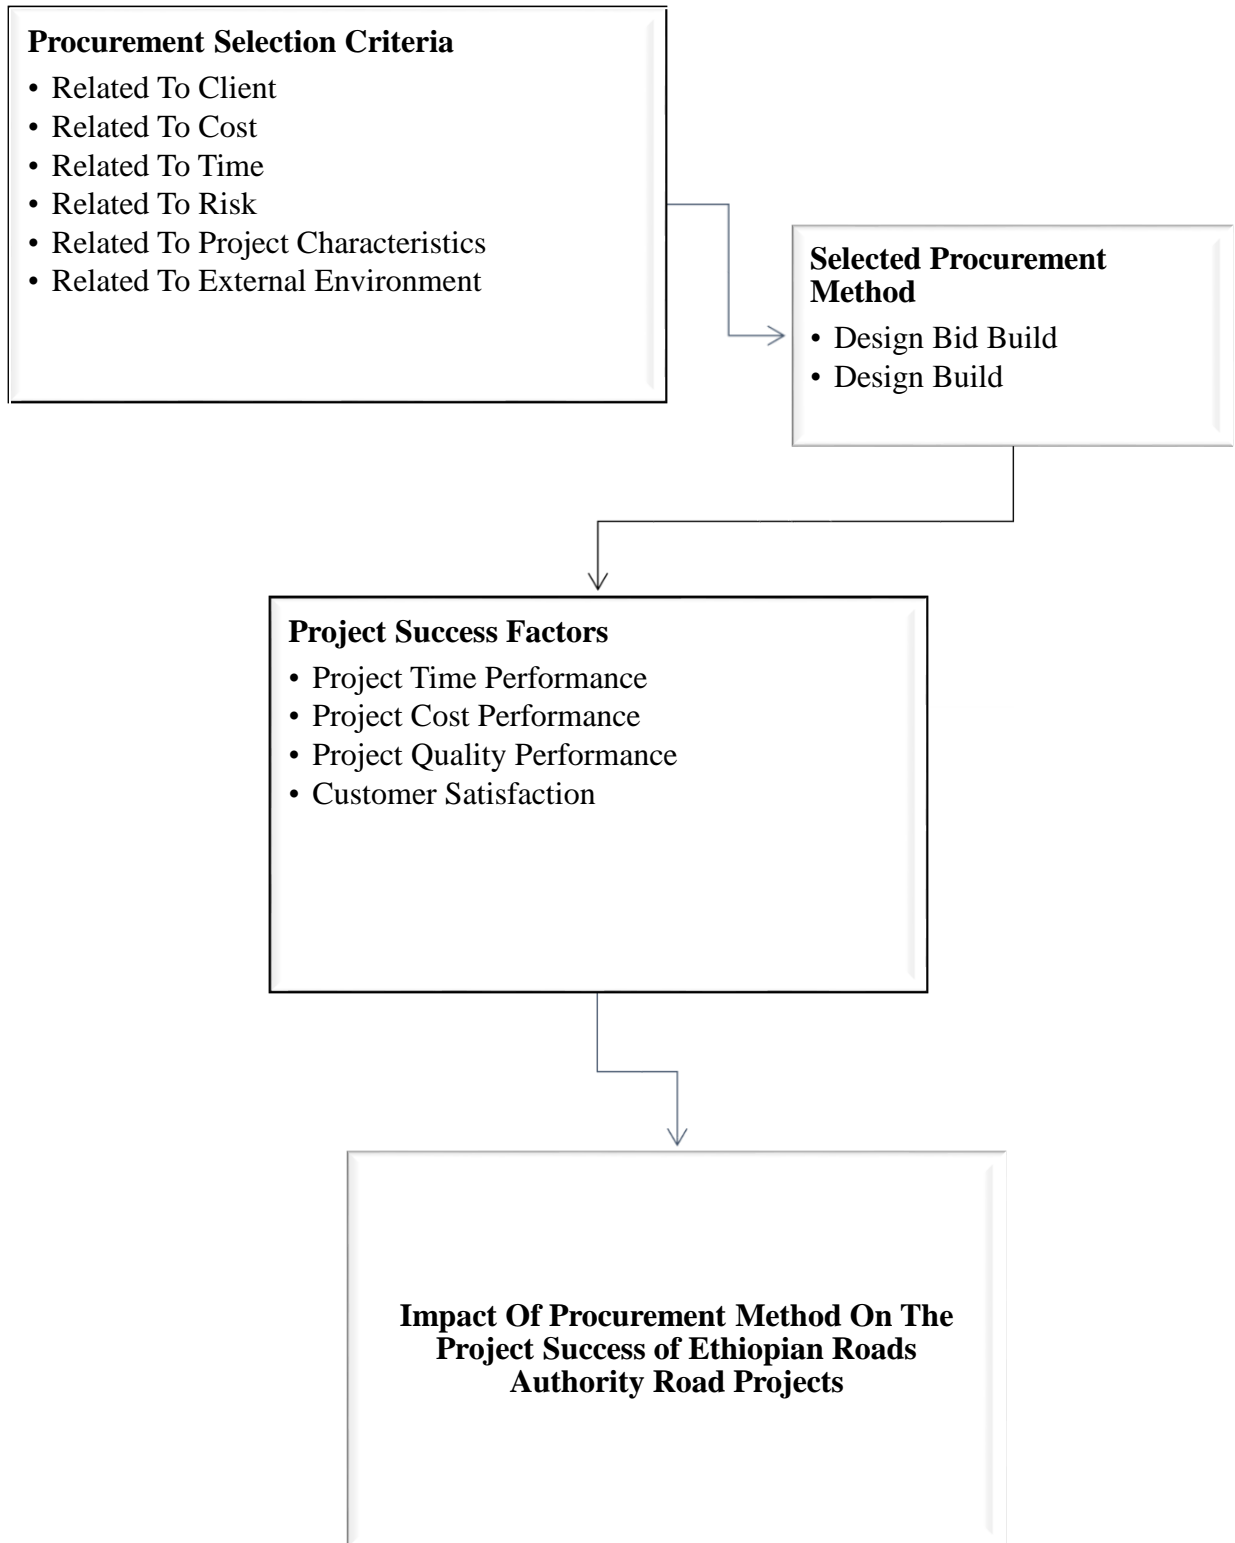 Procurement Selection Criteria
• Related To Client
• Related To Cost
• Related To Time
• Related To Risk
• Related To Project Characteristics
• Related To External Environment
Selected Procurement
Method
• Design Bid Build
• Design Build
Project Success Factors
• Project Time Performance
• Project Cost Performance
• Project Quality Performance
• Customer Satisfaction
Impact Of Procurement Method On The
Project Success of Ethiopian Roads
Authority Road Projects